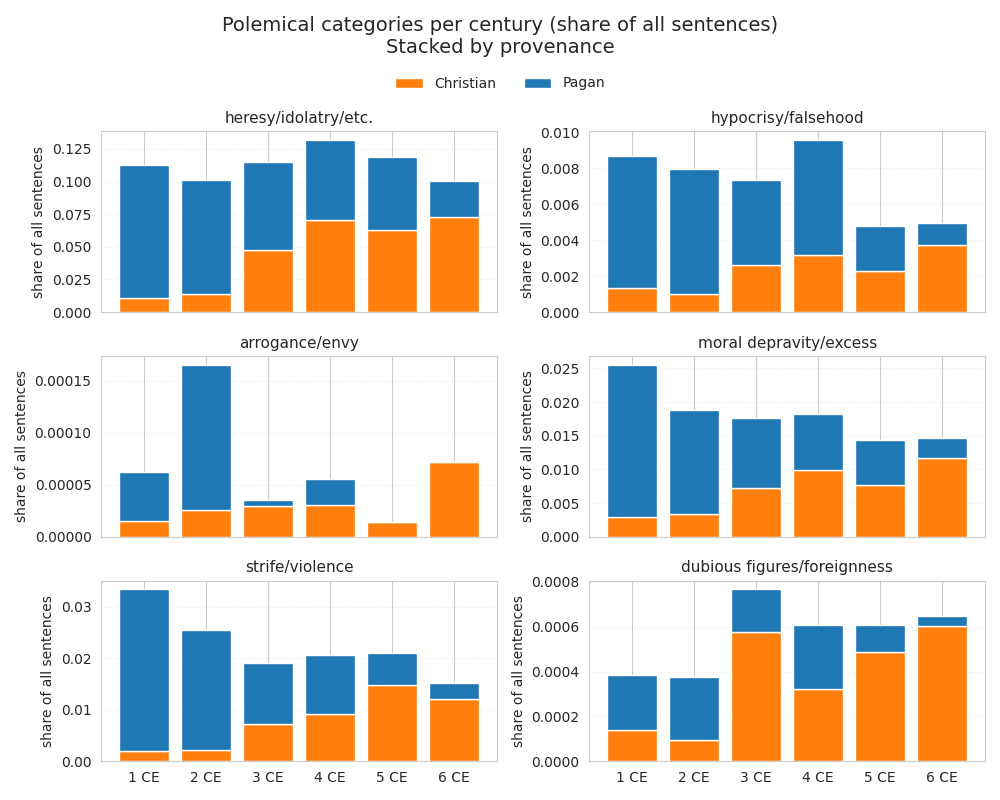 Polemical categories per century (share of all sentences)
Stacked by provenance
Christian Pagan
heresy/idolatry/etc.
share of all sentences
0.125
0.100
0.075
0.050
0.025
0.000
hypocrisy/falsehood
share of all sentences
0.010
0.008
0.006
0.004
0.002
0.000
arrogance/envy
share of all sentences
0.00015
0.00010
0.00005
0.00000
moral depravity/excess
share of all sentences
0.025
0.020
0.015
0.010
0.005
0.000
strife/violence
share of all sentences
0.03
0.02
0.01
0.00
1 CE 2 CE 3 CE 4 CE 5 CE 6 CE
dubious figures/foreignness
share of all sentences
0.0008
0.0006
0.0004
0.0002
0.0000
1 CE 2 CE 3 CE 4 CE 5 CE 6 CE